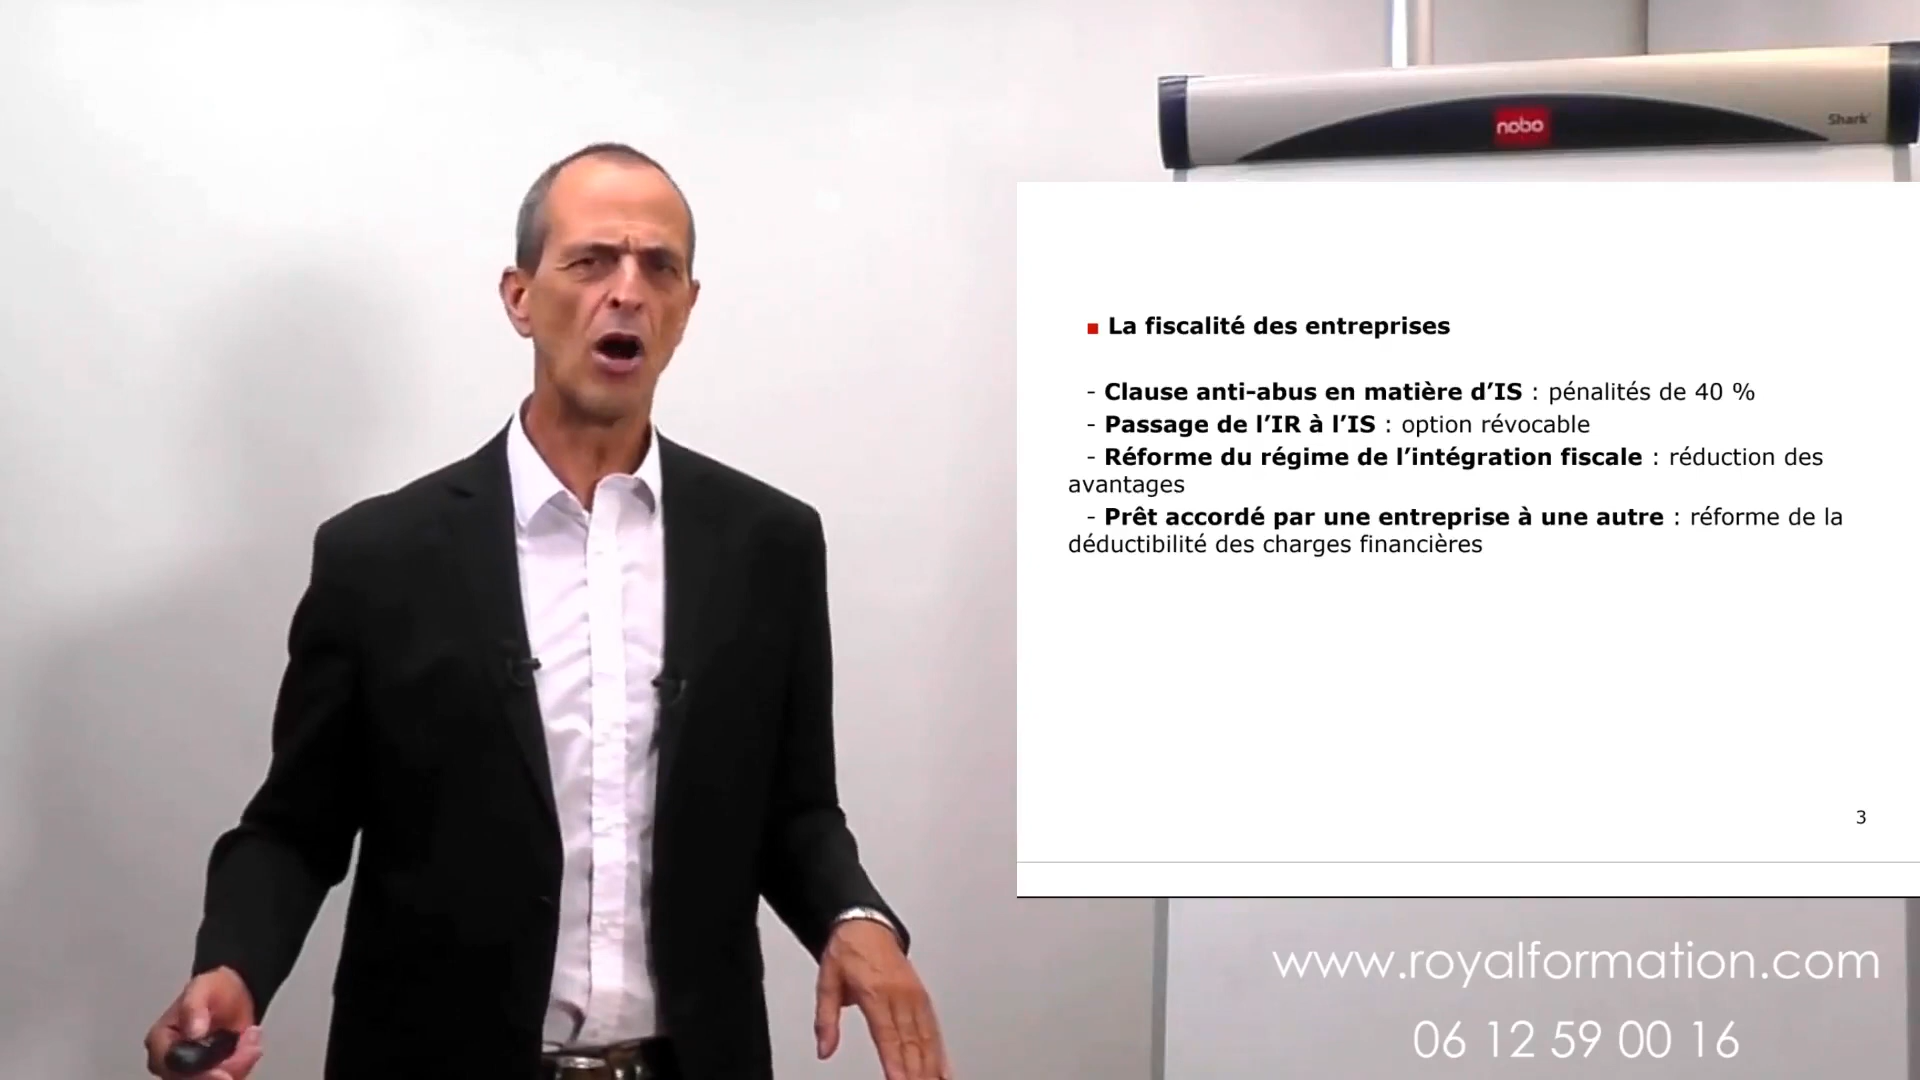 nobo
Shark
■ La fiscalité des entreprises
- Clause anti-abus en matière d’IS : pénalités de 40 %
- Passage de l’IR à l’IS : option révocable
- Réforme du régime de l’intégration fiscale : réduction des
avantages
- Prêt accordé par une entreprise à une autre : réforme de la
déductibilité des charges financières
3
www.royalformation.com
06 12 59 00 16